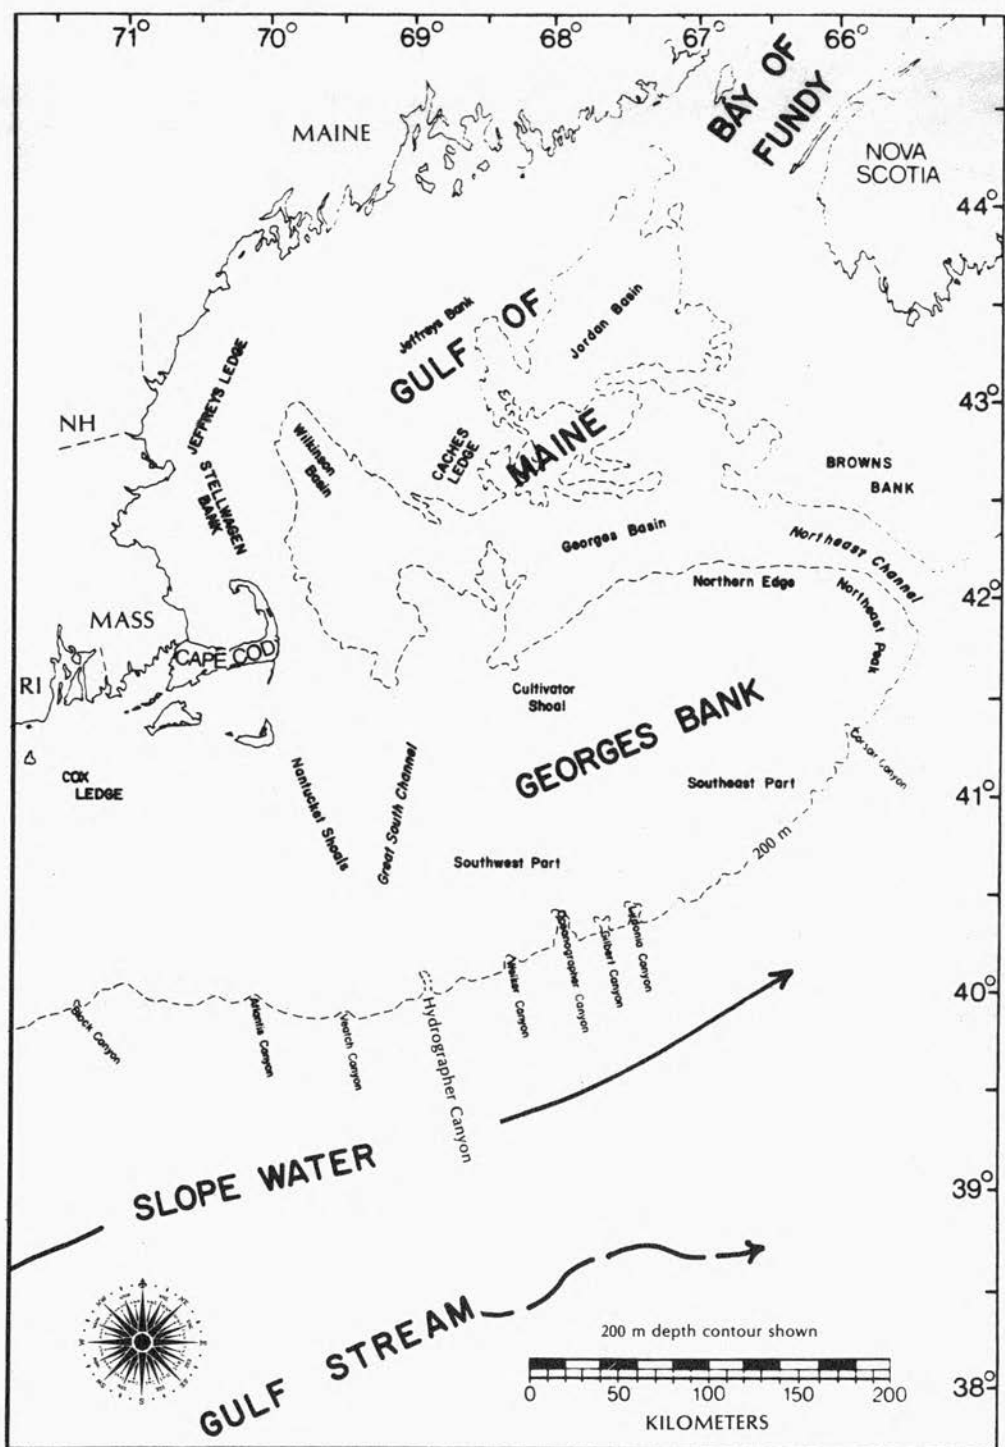 71° 70° 69° 68° 67° 66°
BAY OF
FUNDY
MAINE
NOVA
SCOTIA
44°
Jeffreys Bank
GULF OF
MAINE
Jordan Basin
JEFFREYS LEDGE
43°
NH
Wilkinson
Basin
CACHES
LEDGE
STELLWAGEN
BANK
BROWNS
BANK
Georges Basin
Northeast Channel
Northern Edge
Northeast Peak
42°
MASS
CAPE COD
RI
Cultivator
Shoal
GEORGES BANK
Corsair Canyon
COX
LEDGE
Nantucket Shoals
Great South Channel
Southeast Part
41°
200 m
Southwest Part
Lydonia Canyon
Gilbert Canyon
Oceanographer Canyon
Welker Canyon
Hydrographer Canyon
Veatch Canyon
Atlantis Canyon
Block Canyon
40°
SLOPE WATER
39°
GULF STREAM
200 m depth contour shown
0 50 100 150 200
KILOMETERS
38°